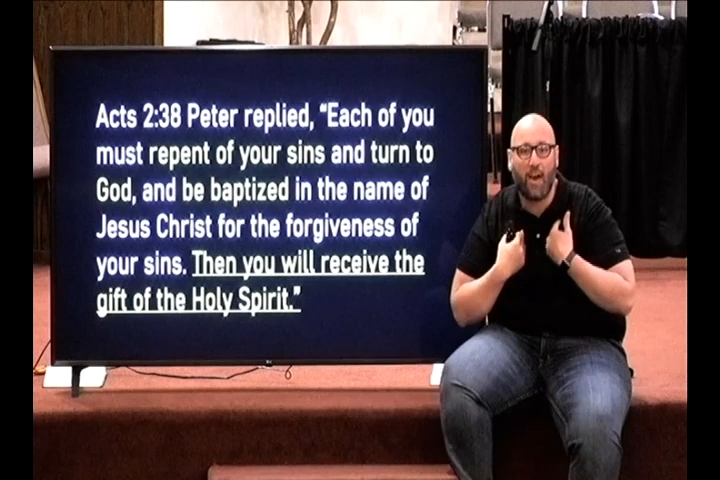 Acts 2:38 Peter replied, “Each of you
must repent of your sins and turn to
God, and be baptized in the name of
Jesus Christ for the forgiveness of
your sins. Then you will receive the
gift of the Holy Spirit.”